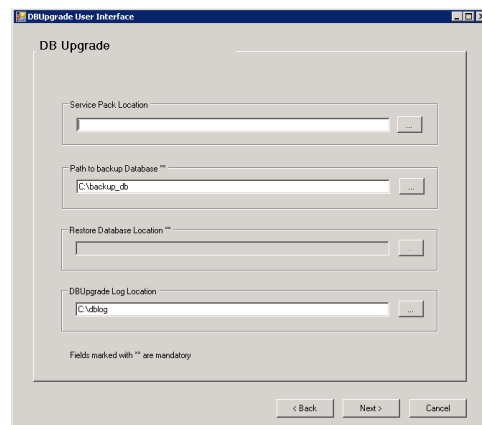 DBUpgrade User Interface
DB Upgrade
Service Pack Location
...
Path to backup Database "*"
C:\backup_db
...
Restore Database Location "*"
...
DBUpgrade Log Location
C:\dblog
...
Fields marked with "*" are mandatory
< Back Next > Cancel